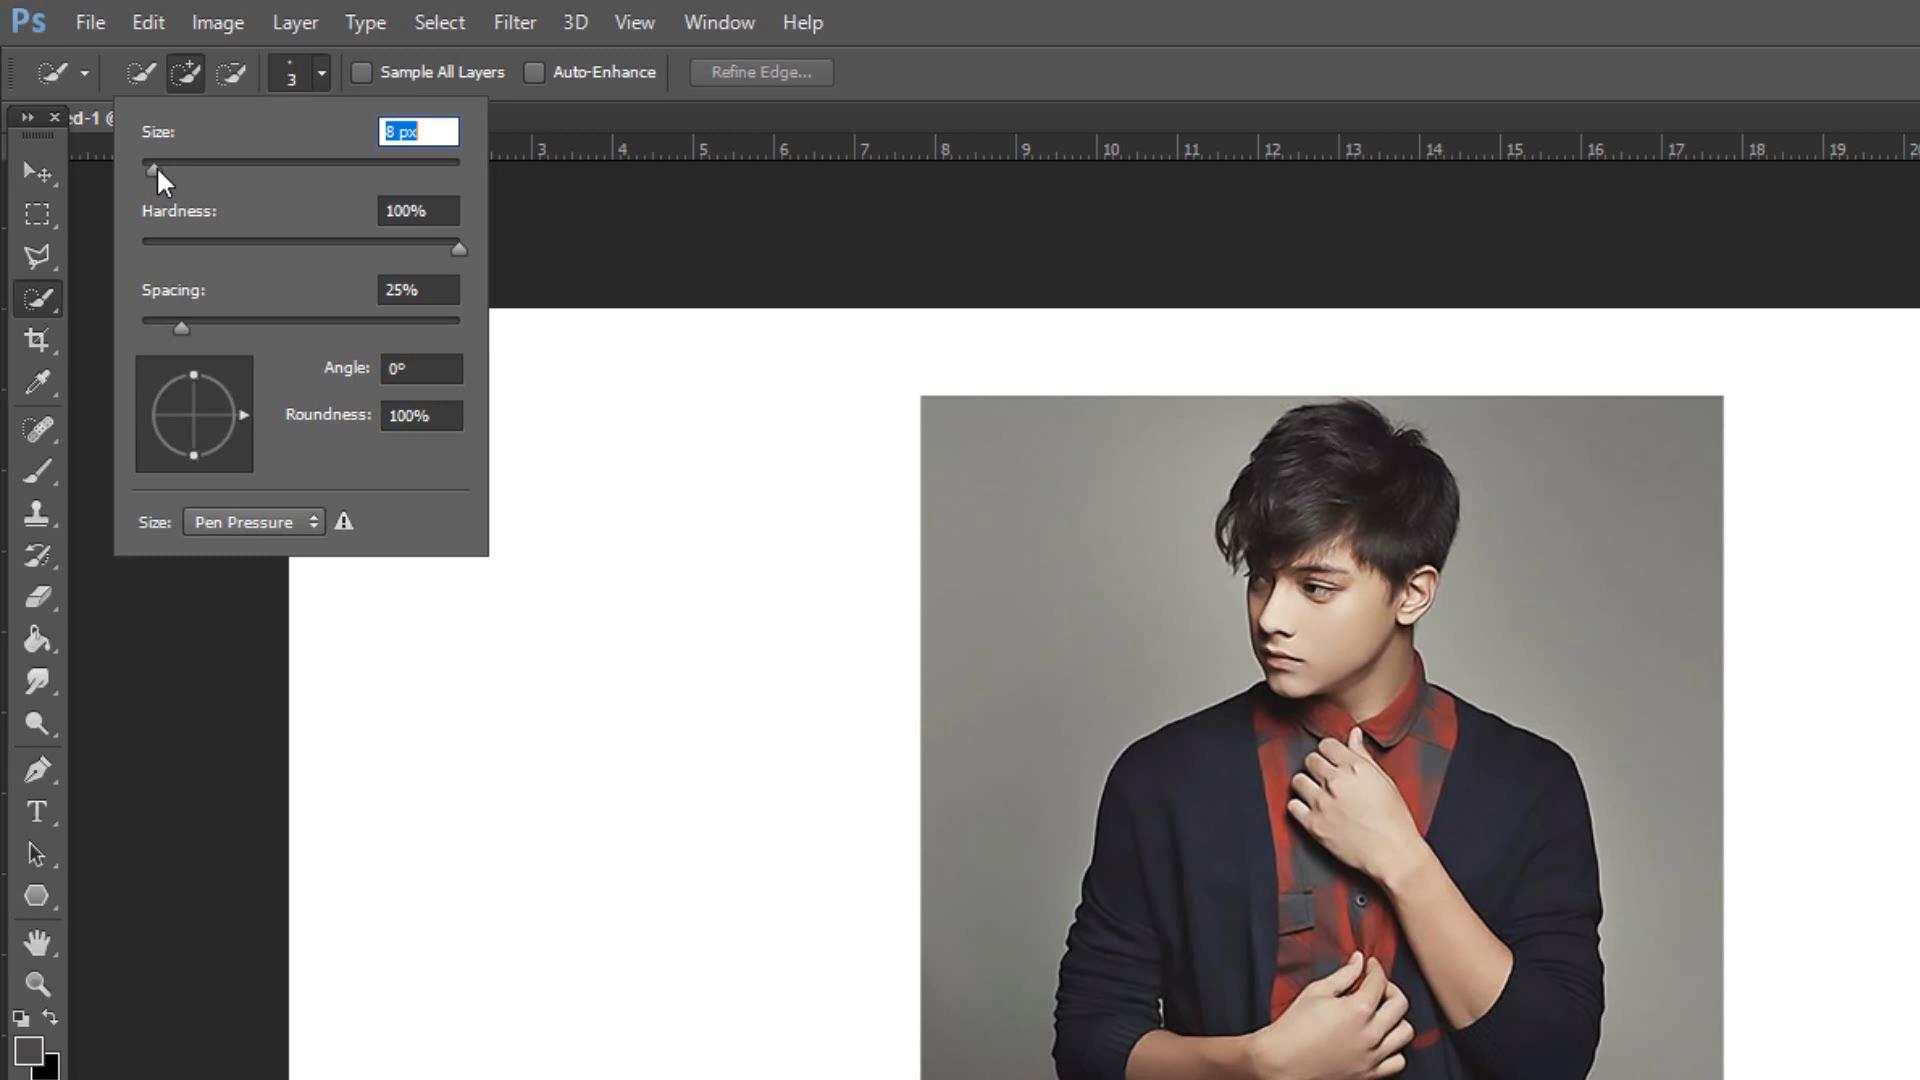 Ps File Edit Image Layer Type Select Filter 3D View Window Help
3 Sample All Layers Auto-Enhance Refine Edge...
ed-1 @
Size: 8 px
3 4 5 6 7 8 9 10 11 12 13 14 15 16 17 18 19 20
Hardness: 100%
Spacing: 25%
Angle: 0°
Roundness: 100%
Size: Pen Pressure
T